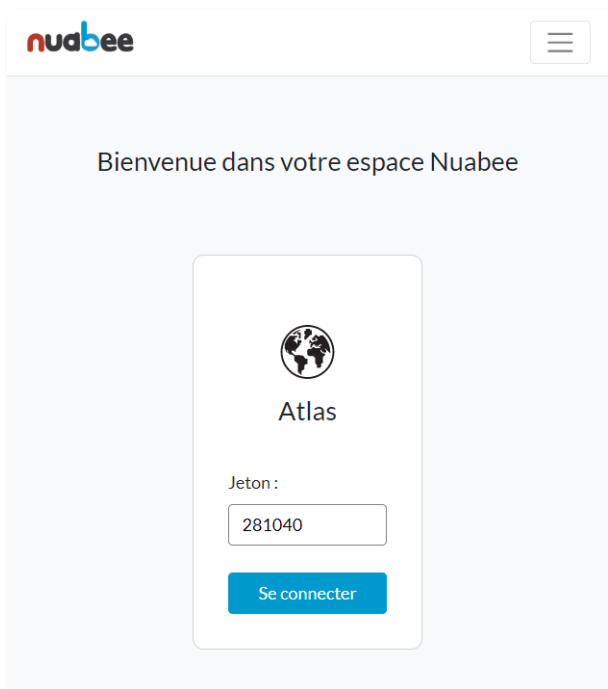 nuabee
Bienvenue dans votre espace Nuabee
Atlas
Jeton :
281040
Se connecter